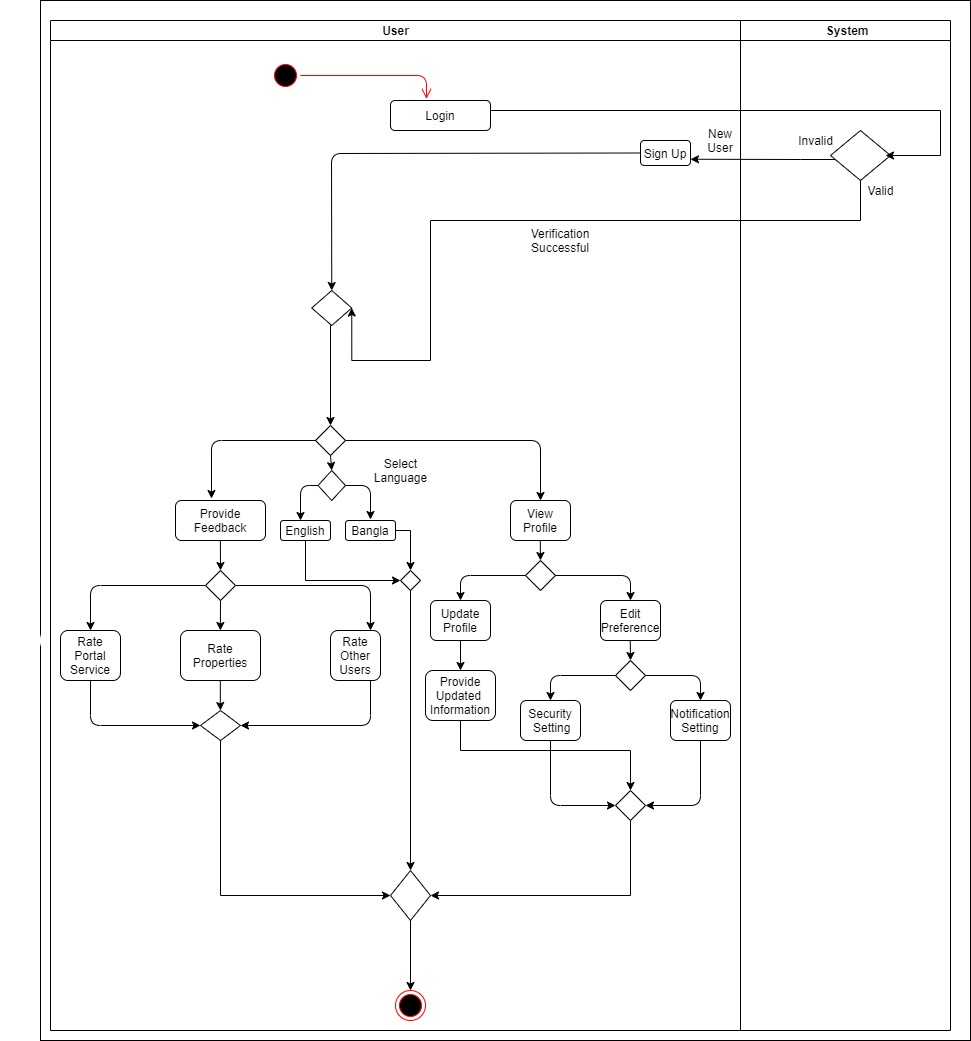 User
System
Login
New
User
Invalid
Sign Up
Valid
Verification
Successful
Select
Language
Provide
Feedback
English
Bangla
View
Profile
Update
Profile
Edit
Preference
Rate
Portal
Service
Rate
Properties
Rate
Other
Users
Provide
Updated
Information
Security
Setting
Notification
Setting